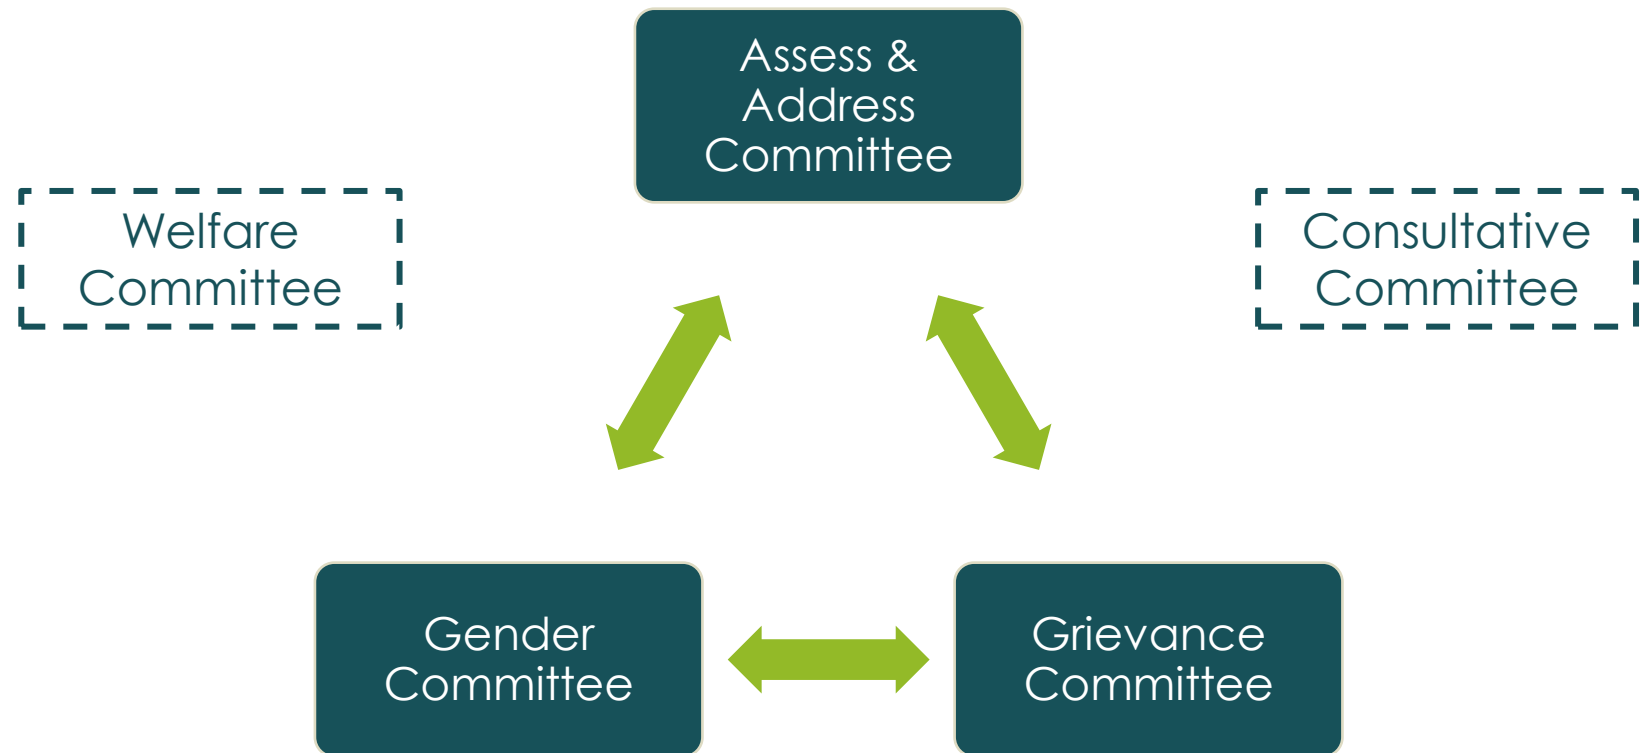 Assess &
Address
Committee
Welfare
Committee
Consultative
Committee
Gender
Committee
Grievance
Committee